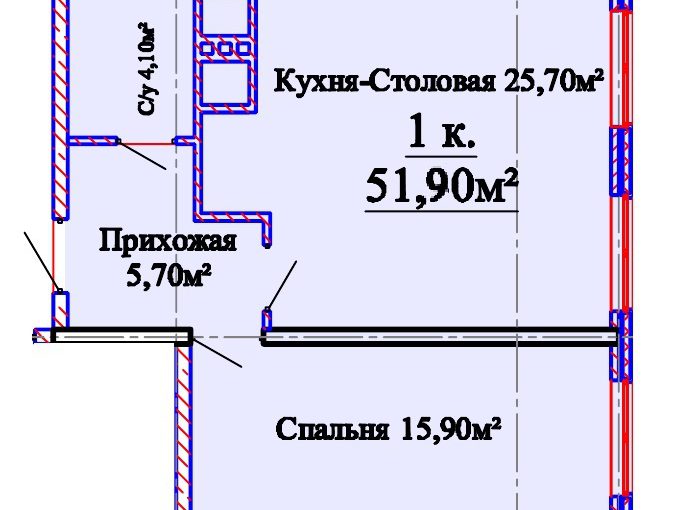 С/у 4,10м²
Кухня-Столовая 25,70м²
1 к.
51,90м²
Прихожая
5,70м²
Спальня 15,90м²